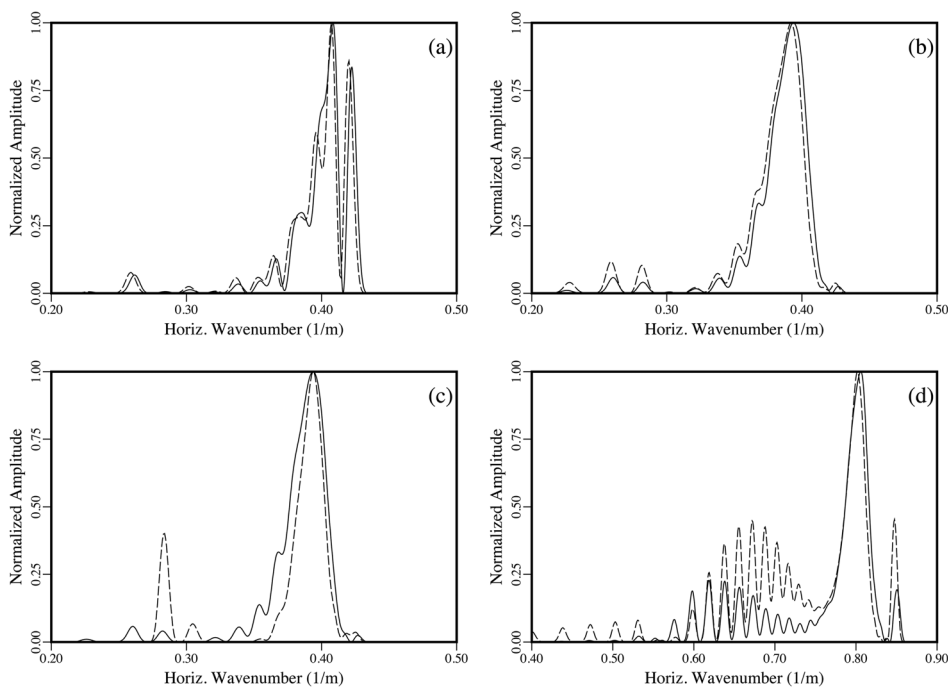 (a)
1.00
0.75
0.50
0.25
0.00
Normalized Amplitude
0.20 0.30 0.40 0.50
Horiz. Wavenumber (1/m)
(b)
1.00
0.75
0.50
0.25
0.00
Normalized Amplitude
0.20 0.30 0.40 0.50
Horiz. Wavenumber (1/m)
(c)
1.00
0.75
0.50
0.25
0.00
Normalized Amplitude
0.20 0.30 0.40 0.50
Horiz. Wavenumber (1/m)
(d)
1.00
0.75
0.50
0.25
0.00
Normalized Amplitude
0.40 0.50 0.60 0.70 0.80 0.90
Horiz. Wavenumber (1/m)